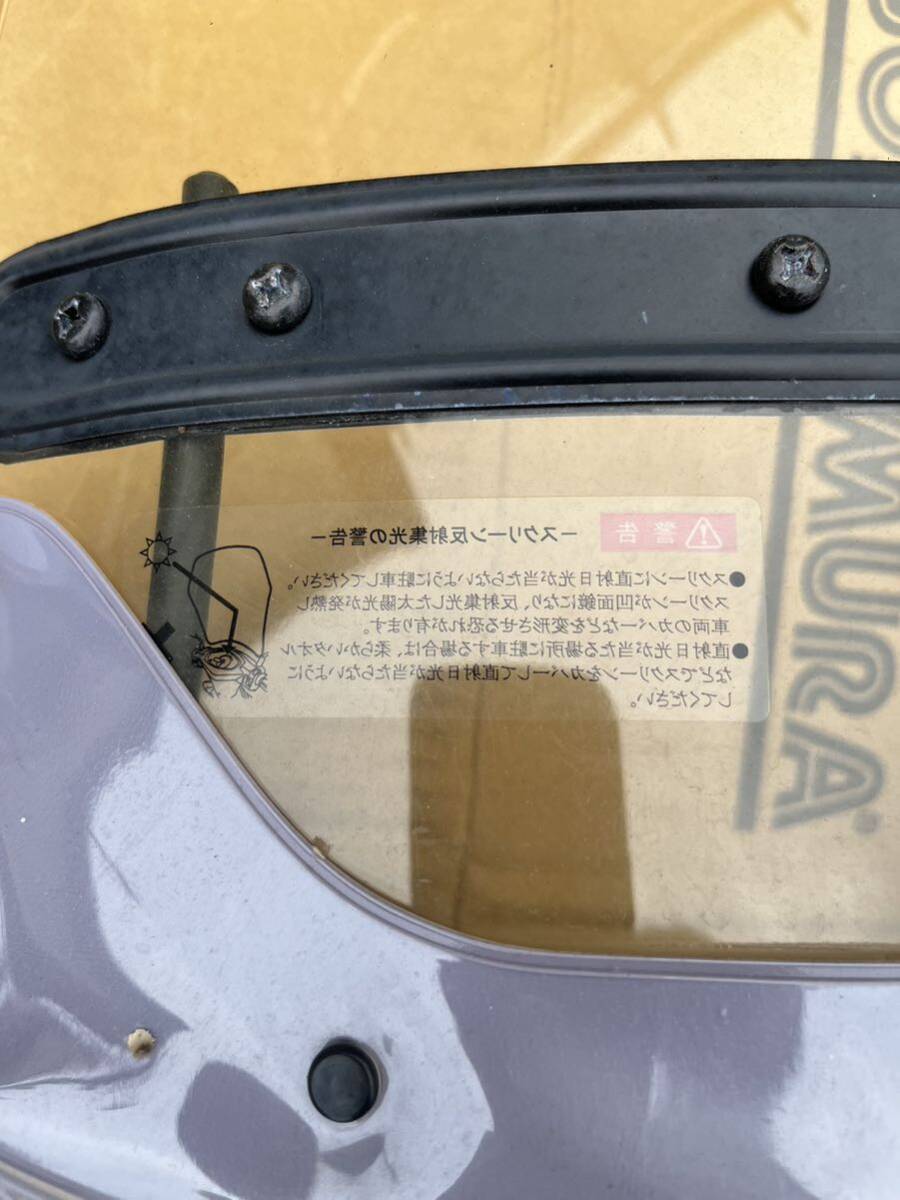 警告
−スクリーン反射集光の警告−
●スクリーンに直射日光が当たらないように駐車してください。
スクリーンが凹面鏡になり、反射集光した太陽光が発熱し
車両のカバーなどを変形させる恐れが有ります。
●直射日光が当たる場所に駐車する場合は、柔らかいタオル
などでスクリーンをカバーして直射日光が当たらないように
してください。
MURA